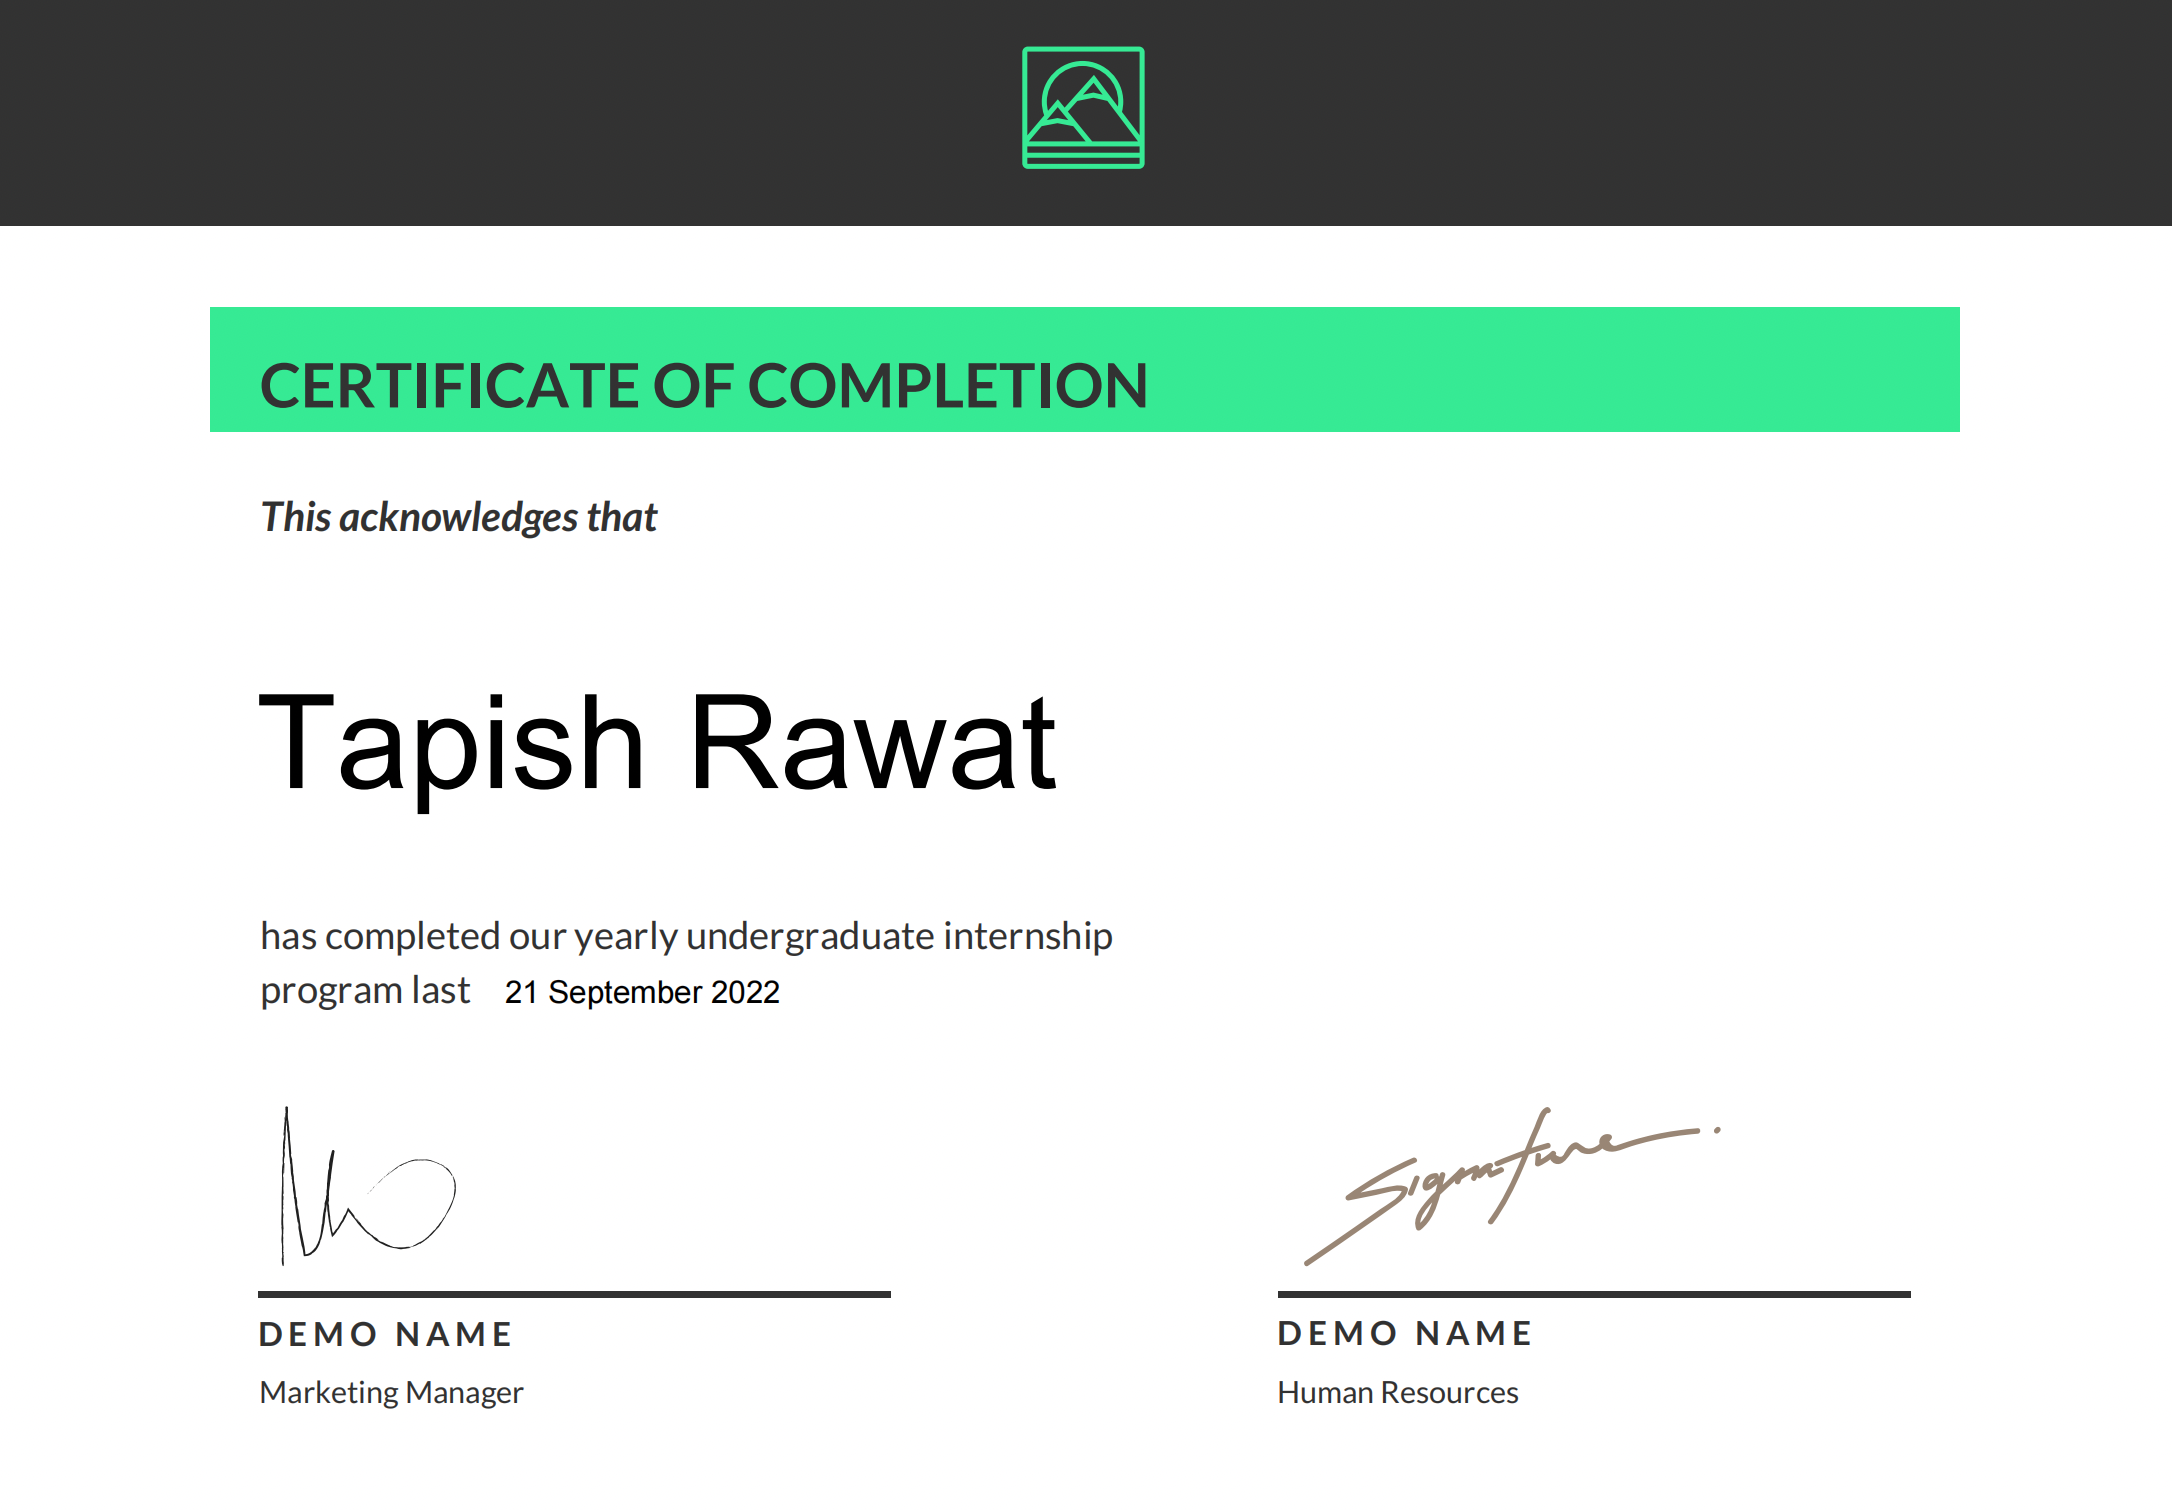 CERTIFICATE OF COMPLETION
This acknowledges that
Tapish Rawat
has completed our yearly undergraduate internship
program last 21 September 2022
Signature
DEMO NAME
DEMO NAME
Marketing Manager
Human Resources